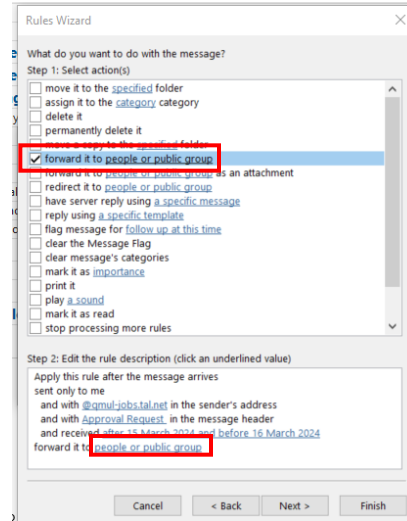 Rules Wizard
What do you want to do with the message?
Step 1: Select action(s)
move it to the specified folder
assign it to the category category
delete it
permanently delete it
move a copy to the specified folder
forward it to people or public group
forward it to people or public group as an attachment
redirect it to people or public group
have server reply using a specific message
reply using a specific template
flag message for follow up at this time
clear the Message Flag
clear message's categories
mark it as importance
print it
play a sound
mark it as read
stop processing more rules
Step 2: Edit the rule description (click an underlined value)
Apply this rule after the message arrives
sent only to me
and with @qmul-jobs.tal.net in the sender's address
and with Approval Request in the message header
and received after 15 March 2024 and before 16 March 2024
forward it to people or public group
Cancel < Back Next > Finish